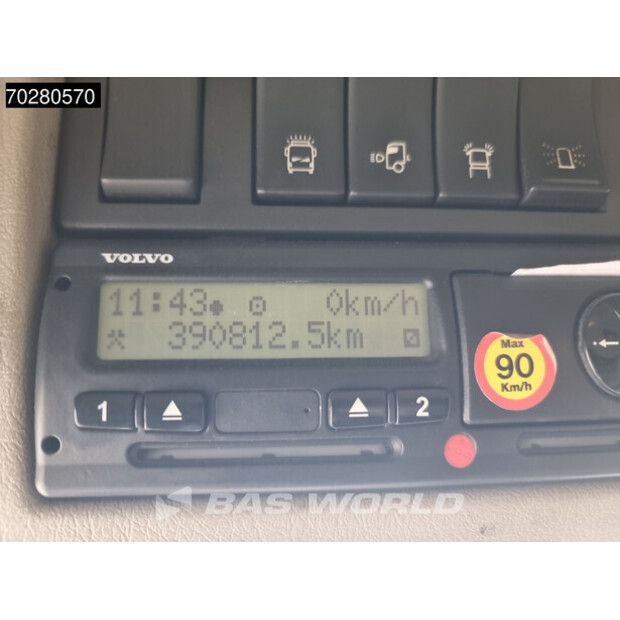 70280570
VOLVO
11:43 0km/h
390812.5km
Max
90
Km/h
1 2
BAS WORLD